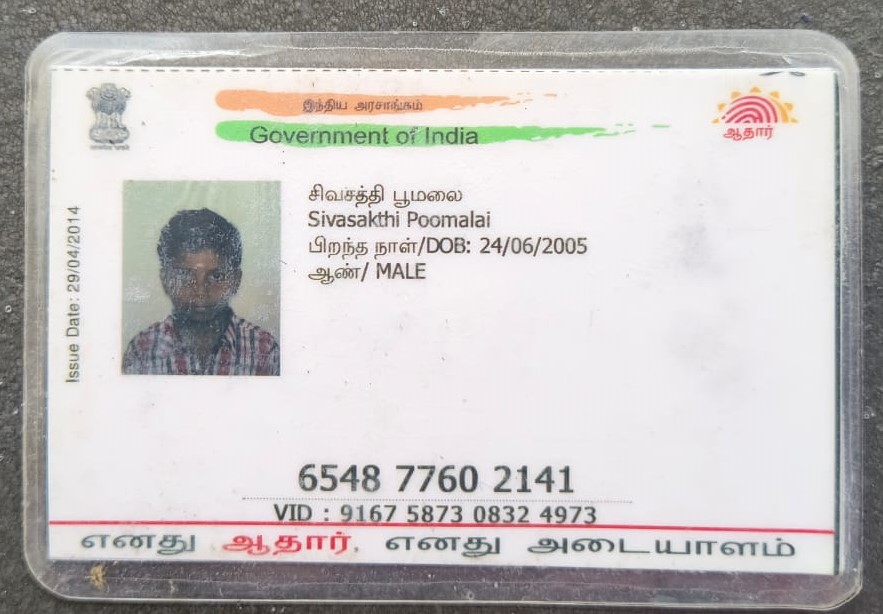 இந்திய அரசாங்கம்
Government of India
ஆதார்
Issue Date: 29/04/2014
சிவசத்தி பூமலை
Sivasakthi Poomalai
பிறந்த நாள்/DOB: 24/06/2005
ஆண்/ MALE
6548 7760 2141
VID : 9167 5873 0832 4973
எனது ஆதார், எனது அடையாளம்